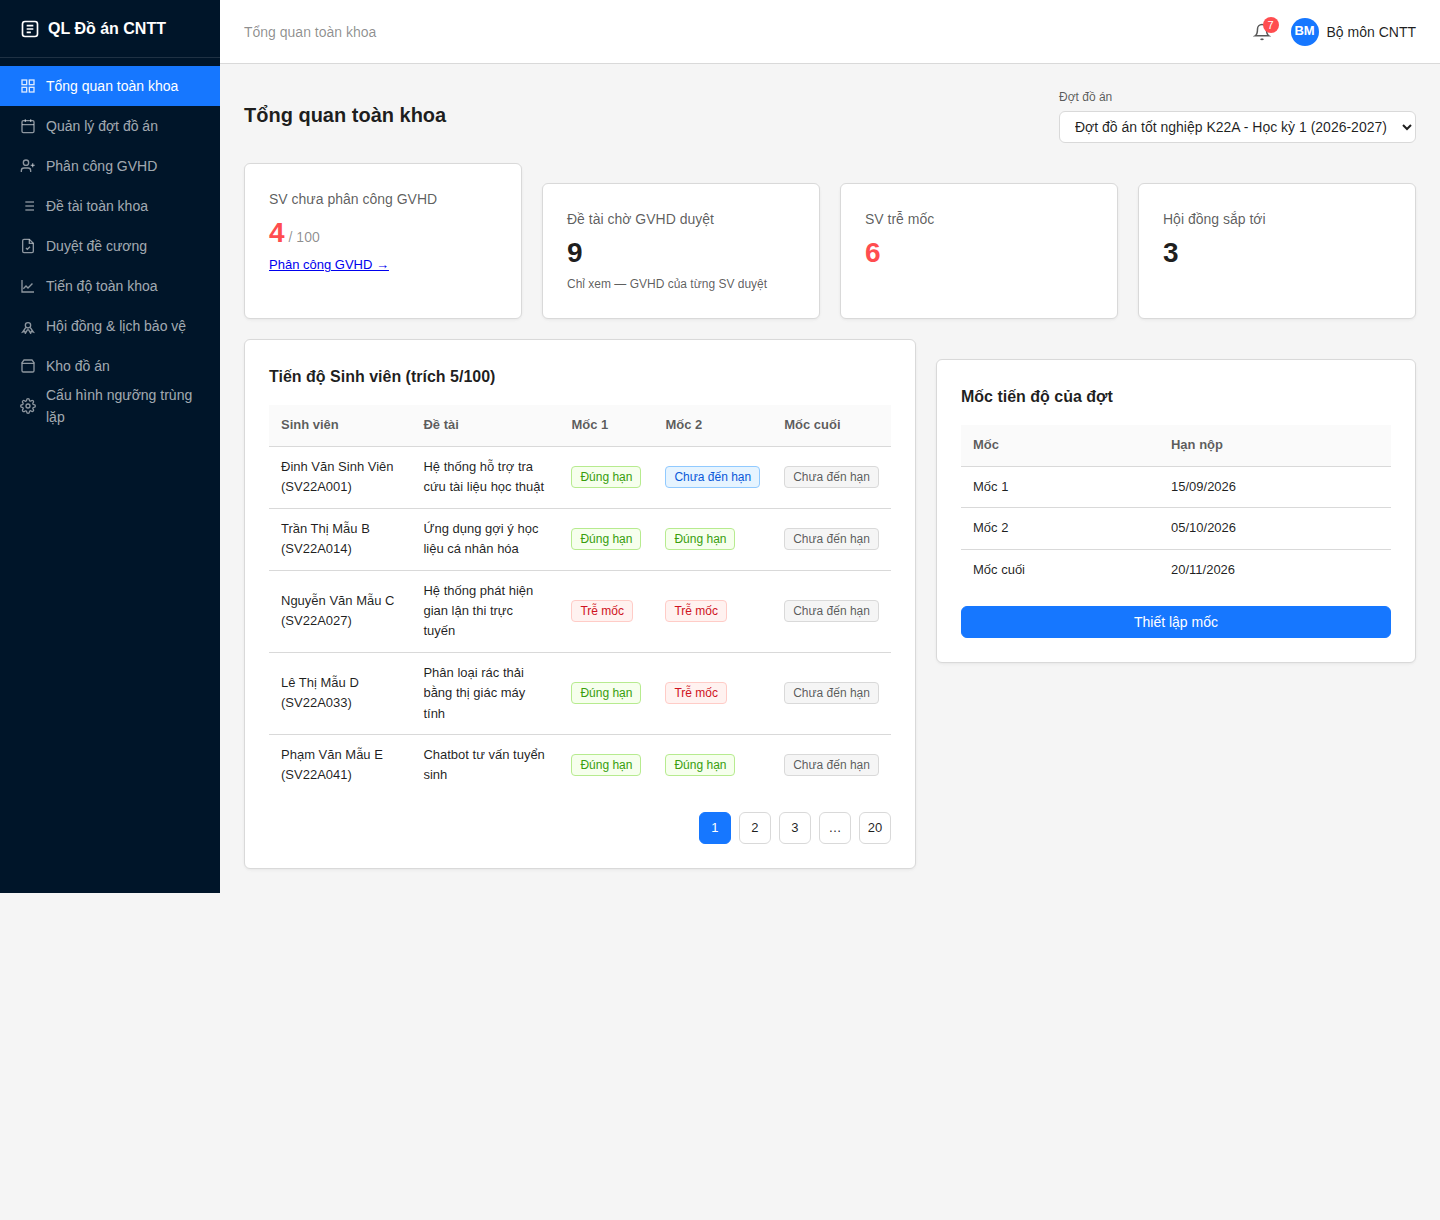 QL Đồ án CNTT
Tổng quan toàn khoa
Quản lý đợt đồ án
Phân công GVHD
Đề tài toàn khoa
Duyệt đề cương
Tiến độ toàn khoa
Hội đồng & lịch bảo vệ
Kho đồ án
Cấu hình ngưỡng trùng
lặp
Tổng quan toàn khoa
7
BM
Bộ môn CNTT
Tổng quan toàn khoa
Đợt đồ án
Đợt đồ án tốt nghiệp K22A - Học kỳ 1 (2026-2027)
SV chưa phân công GVHD
4 / 100
Phân công GVHD →
Đề tài chờ GVHD duyệt
9
Chỉ xem — GVHD của từng SV duyệt
SV trễ mốc
6
Hội đồng sắp tới
3
Tiến độ Sinh viên (trích 5/100)
Sinh viên Đề tài Mốc 1 Mốc 2 Mốc cuối
Đinh Văn Sinh Viên
(SV22A001)
Hệ thống hỗ trợ tra
cứu tài liệu học thuật
Đúng hạn Chưa đến hạn Chưa đến hạn
Trần Thị Mẫu B
(SV22A014)
Ứng dụng gợi ý học
liệu cá nhân hóa
Đúng hạn Đúng hạn Chưa đến hạn
Nguyễn Văn Mẫu C
(SV22A027)
Hệ thống phát hiện
gian lận thi trực
tuyến
Trễ mốc Trễ mốc Chưa đến hạn
Lê Thị Mẫu D
(SV22A033)
Phân loại rác thải
bằng thị giác máy
tính
Đúng hạn Trễ mốc Chưa đến hạn
Phạm Văn Mẫu E
(SV22A041)
Chatbot tư vấn tuyển
sinh
Đúng hạn Đúng hạn Chưa đến hạn
1 2 3 … 20
Mốc tiến độ của đợt
Mốc Hạn nộp
Mốc 1 15/09/2026
Mốc 2 05/10/2026
Mốc cuối 20/11/2026
Thiết lập mốc